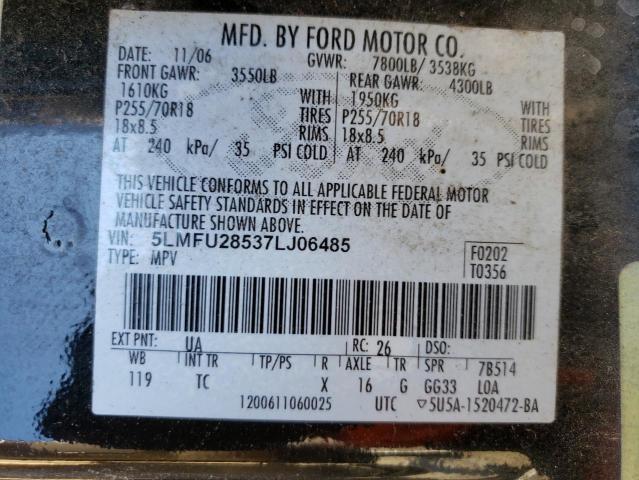 MFD. BY FORD MOTOR CO.
DATE: 11/06 GVWR: 7800LB/ 3538KG
FRONT GAWR: 3550LB REAR GAWR: 4300LB
1610KG WITH 1950KG WITH
P255/70R18 TIRES P255/70R18 TIRES
18x8.5 RIMS 18x8.5 RIMS
AT 240 kPa/ 35 PSI COLD AT 240 kPa/ 35 PSI COLD
THIS VEHICLE CONFORMS TO ALL APPLICABLE FEDERAL MOTOR
VEHICLE SAFETY STANDARDS IN EFFECT ON THE DATE OF
MANUFACTURE SHOWN ABOVE.
VIN: 5LMFU28537LJ06485 F0202
TYPE: MPV T0356
EXT PNT: UA RC: 26 DSO:
WB INT TR TP/PS R AXLE TR SPR 7B514
119 TC X 16 G GG33 LOA
1200611060025 UTC ▽5U5A-1520472-BA